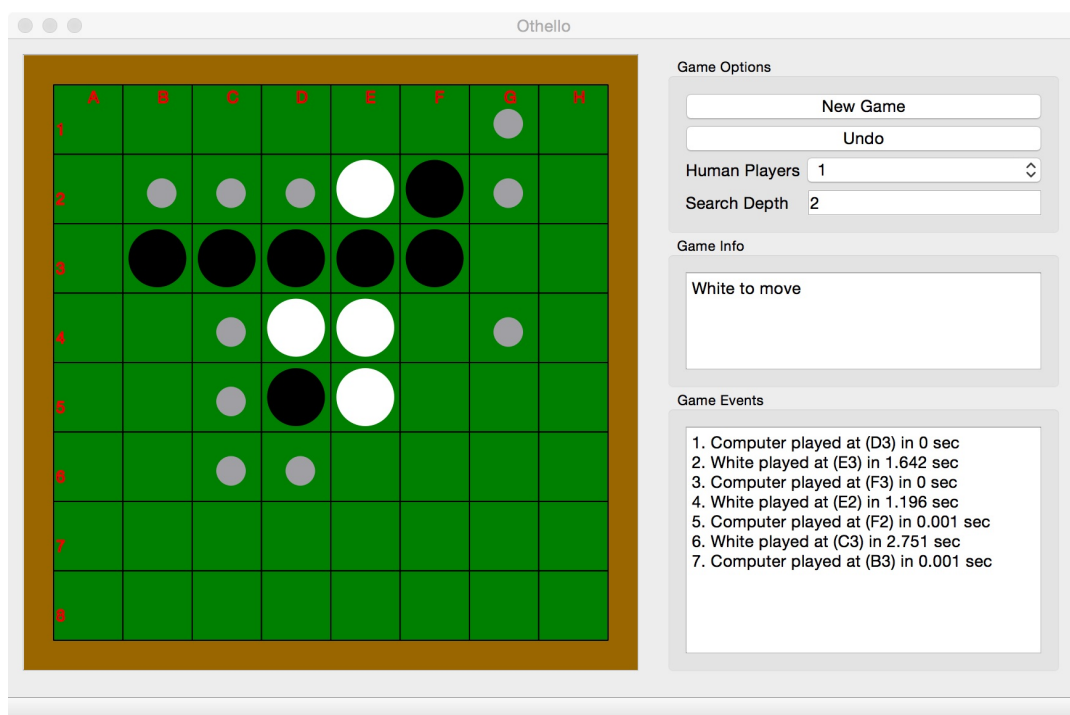 Othello
A B C D E F G H
1
2
3
4
5
6
7
8
Game Options
New Game
Undo
Human Players 1
Search Depth 2
Game Info
White to move
Game Events
1. Computer played at (D3) in 0 sec
2. White played at (E3) in 1.642 sec
3. Computer played at (F3) in 0 sec
4. White played at (E2) in 1.196 sec
5. Computer played at (F2) in 0.001 sec
6. White played at (C3) in 2.751 sec
7. Computer played at (B3) in 0.001 sec